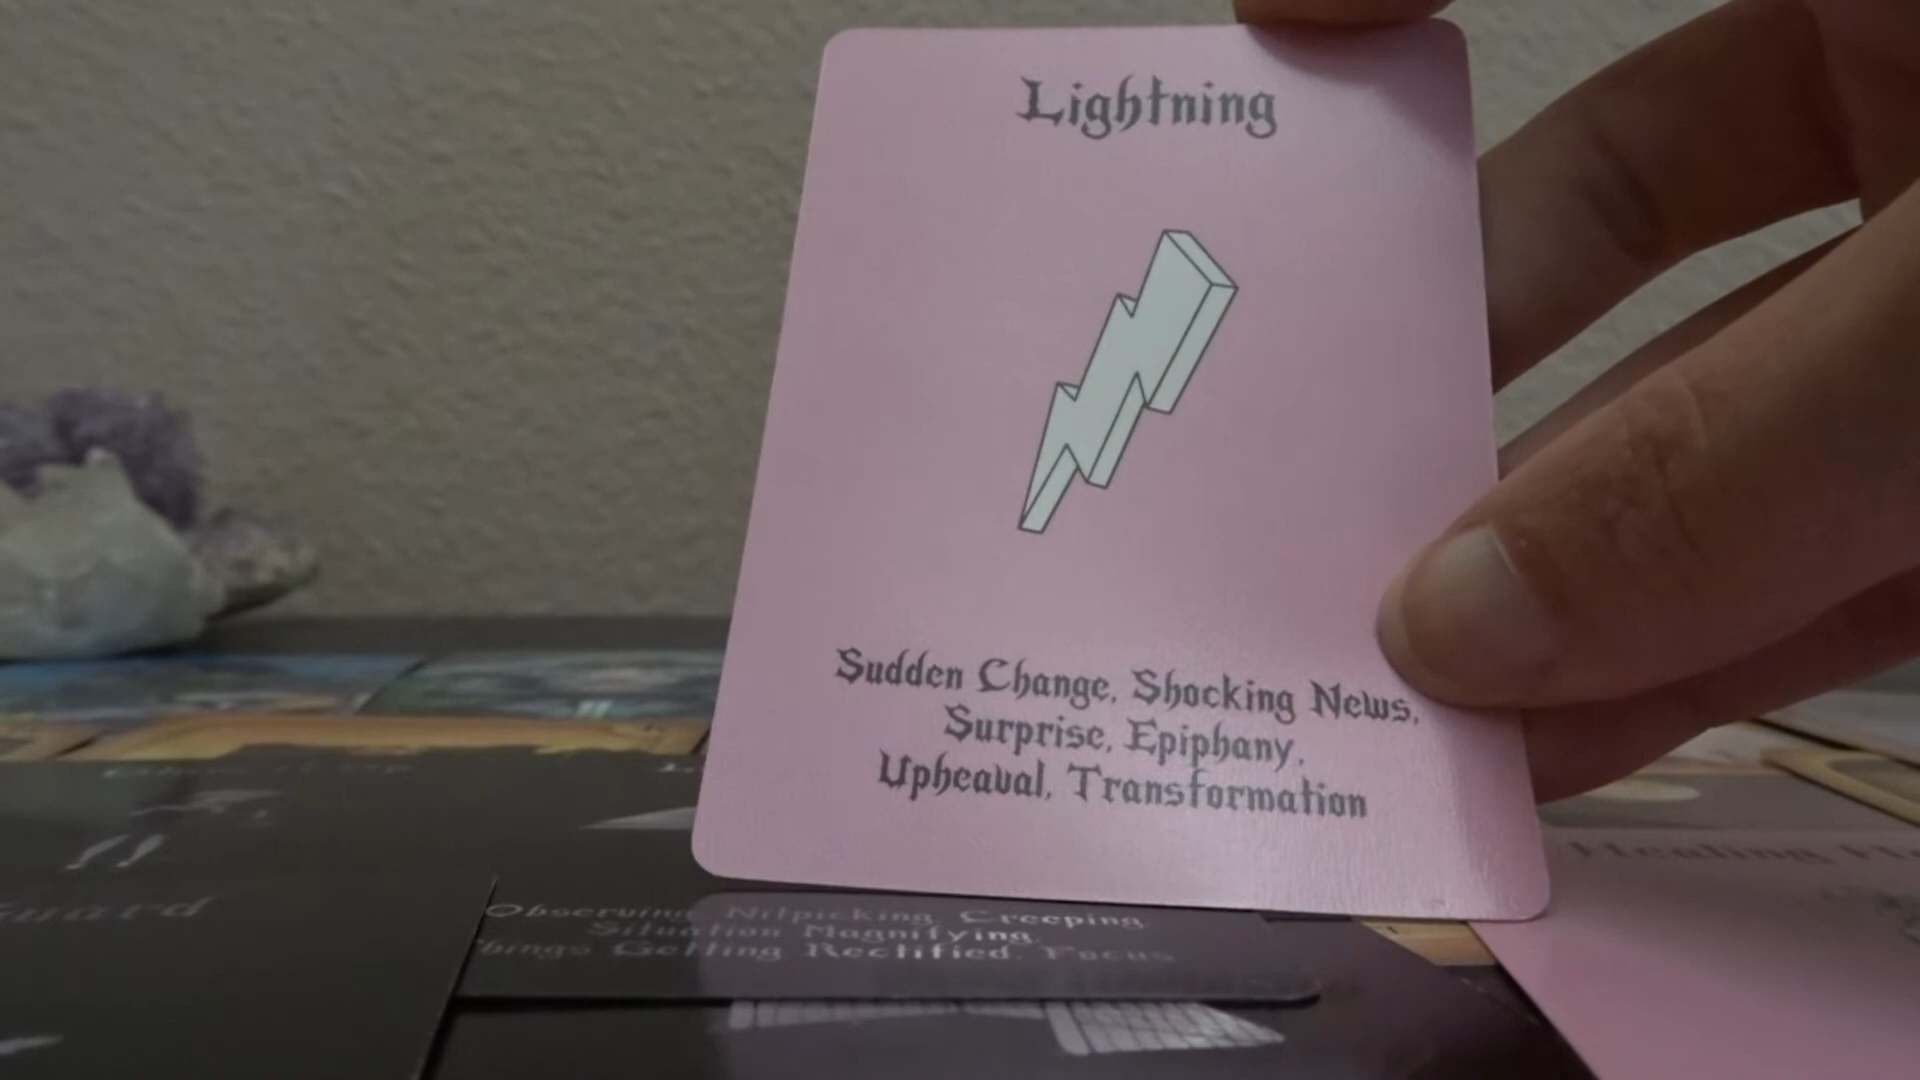 Lightning
Sudden Change, Shocking News,
Surprise, Epiphany,
Upheaval, Transformation
Healing
Guard
Observing, Nitpicking, Creeping,
Situation Magnifying,
Things Getting Rectified, Focus